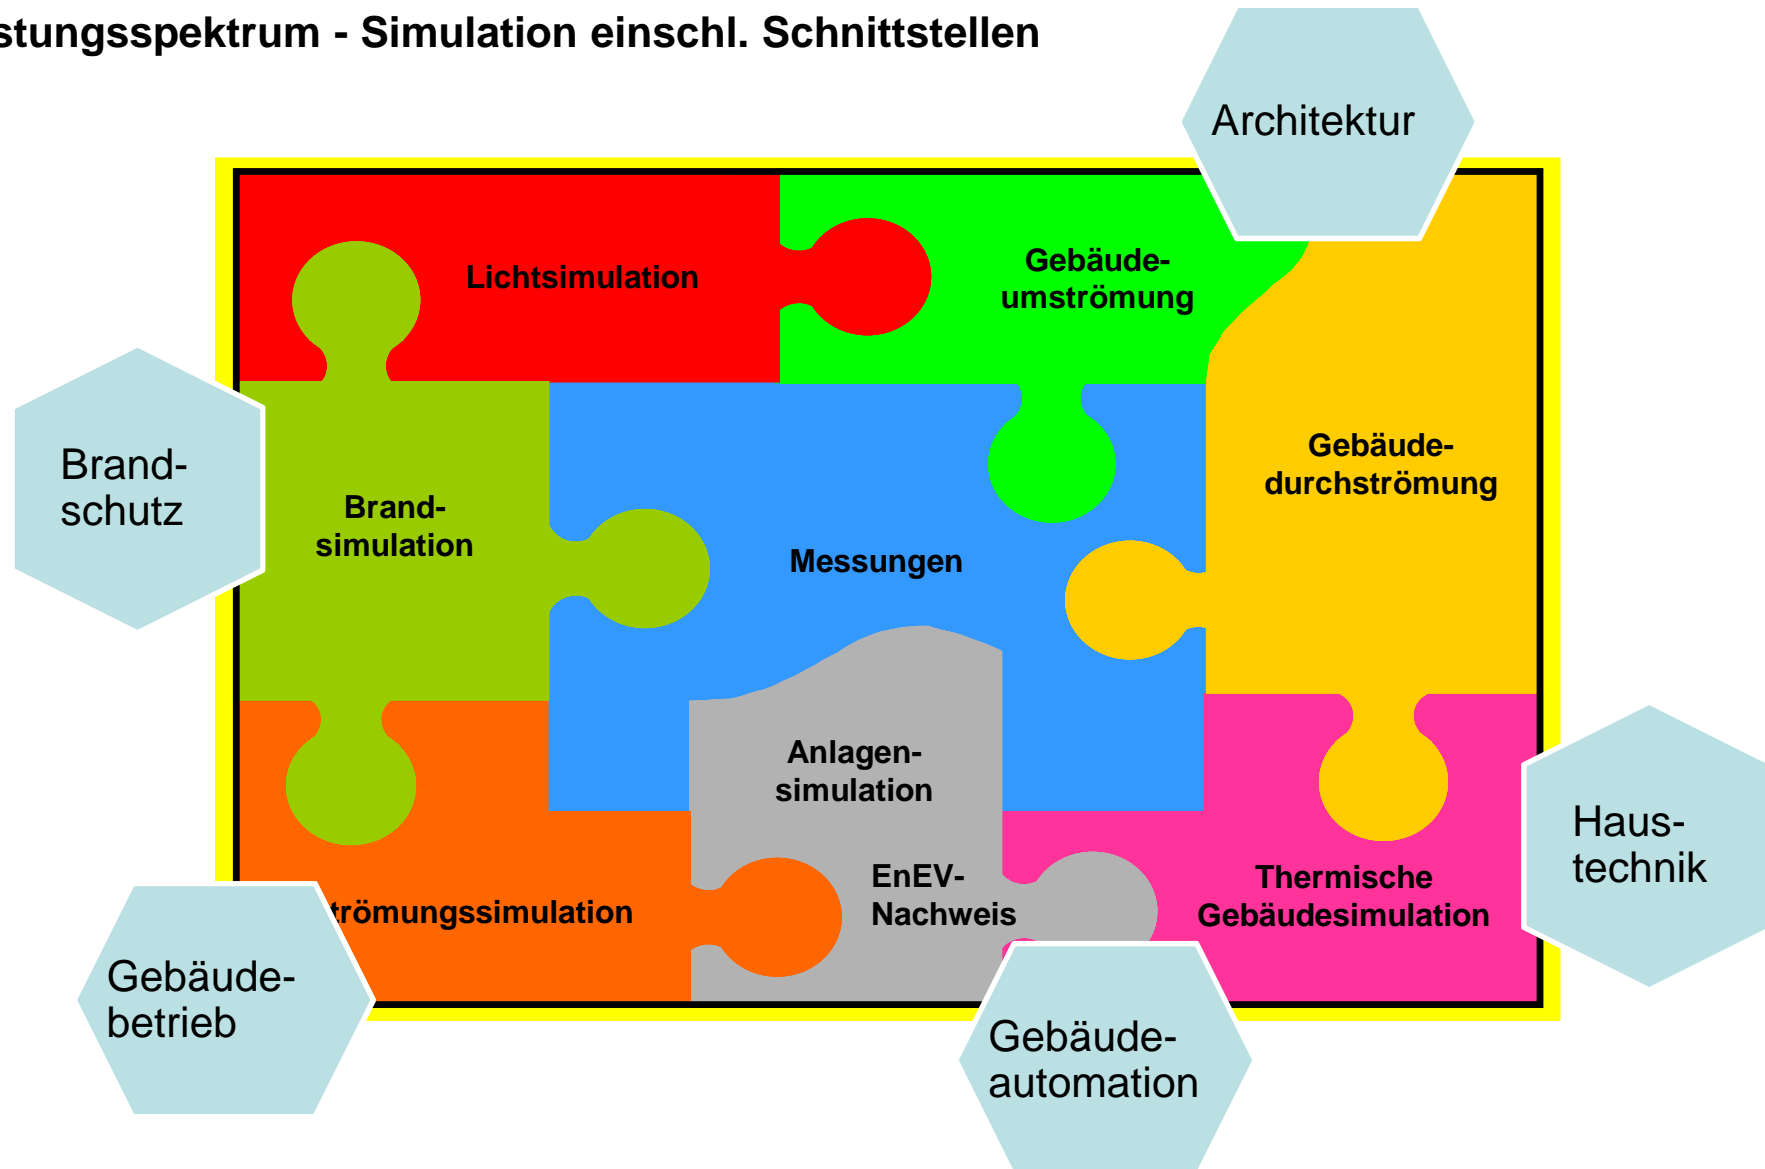 stungsspektrum - Simulation einschl. Schnittstellen
Architektur
Lichtsimulation
Gebäude-
umströmung
Gebäude-
durchströmung
Brand-
schutz
Brand-
simulation
Messungen
Anlagen-
simulation
Haus-
technik
EnEV-
Nachweis
Thermische
Gebäudesimulation
trömungssimulation
Gebäude-
betrieb
Gebäude-
automation